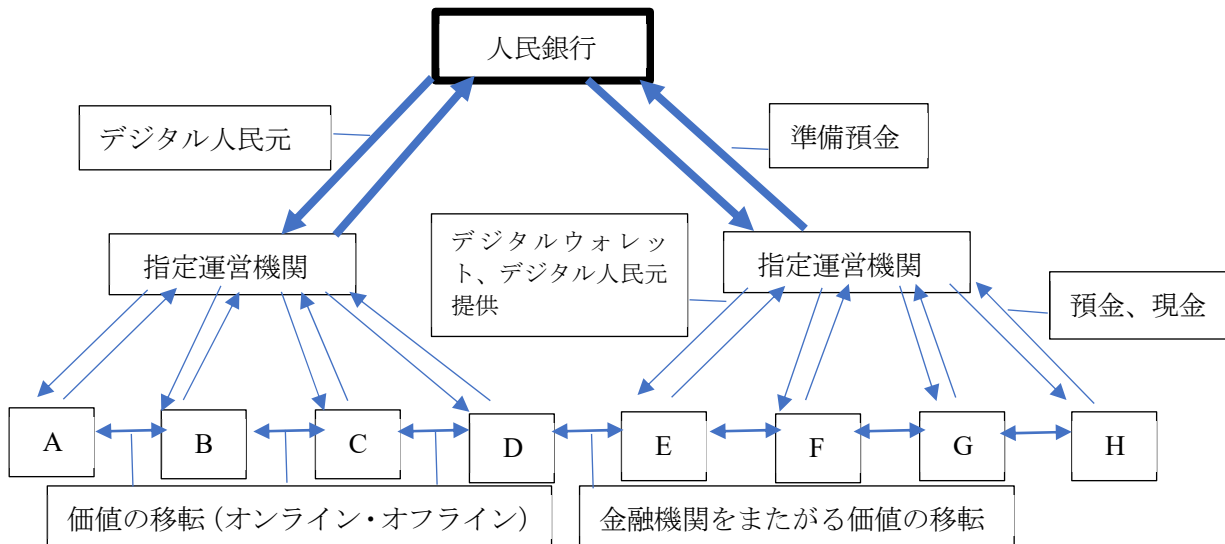 人民銀行
デジタル人民元
準備預金
デジタルウォレッ
ト、デジタル人民元
提供
指定運営機関
指定運営機関
預金、現金
A
B
C
D
E
F
G
H
価値の移転（オンライン・オフライン）
金融機関をまたがる価値の移転